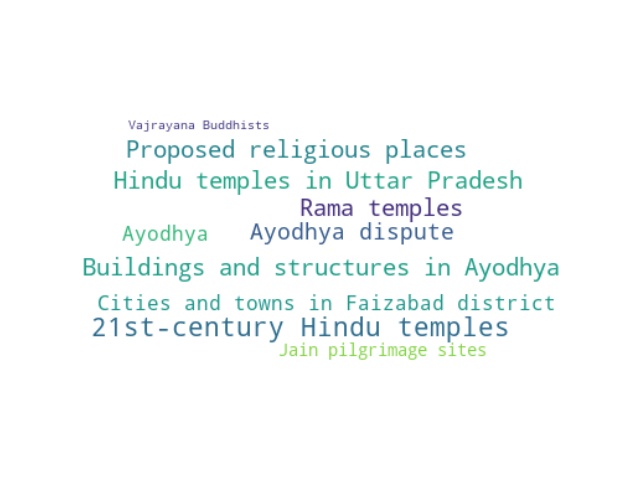 Vajrayana Buddhists
Proposed religious places
Hindu temples in Uttar Pradesh
Rama temples
Ayodhya Ayodhya dispute
Buildings and structures in Ayodhya
Cities and towns in Faizabad district
21st-century Hindu temples
Jain pilgrimage sites